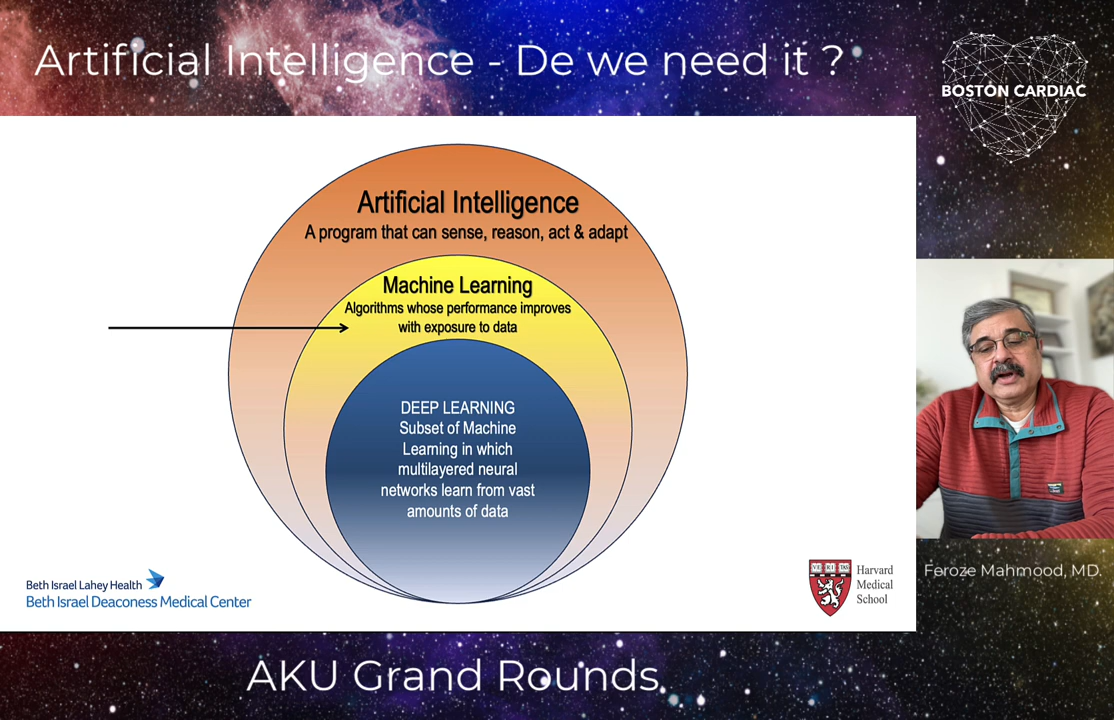 Artificial Intelligence - De we need it ?
BOSTON CARDIAC
Artificial Intelligence
A program that can sense, reason, act & adapt
Machine Learning
Algorithms whose performance improves
with exposure to data
DEEP LEARNING
Subset of Machine
Learning in which
multilayered neural
networks learn from vast
amounts of data
Beth Israel Lahey Health
Beth Israel Deaconess Medical Center
VE RI TAS
Harvard
Medical
School
Feroze Mahmood, MD.
AKU Grand Rounds